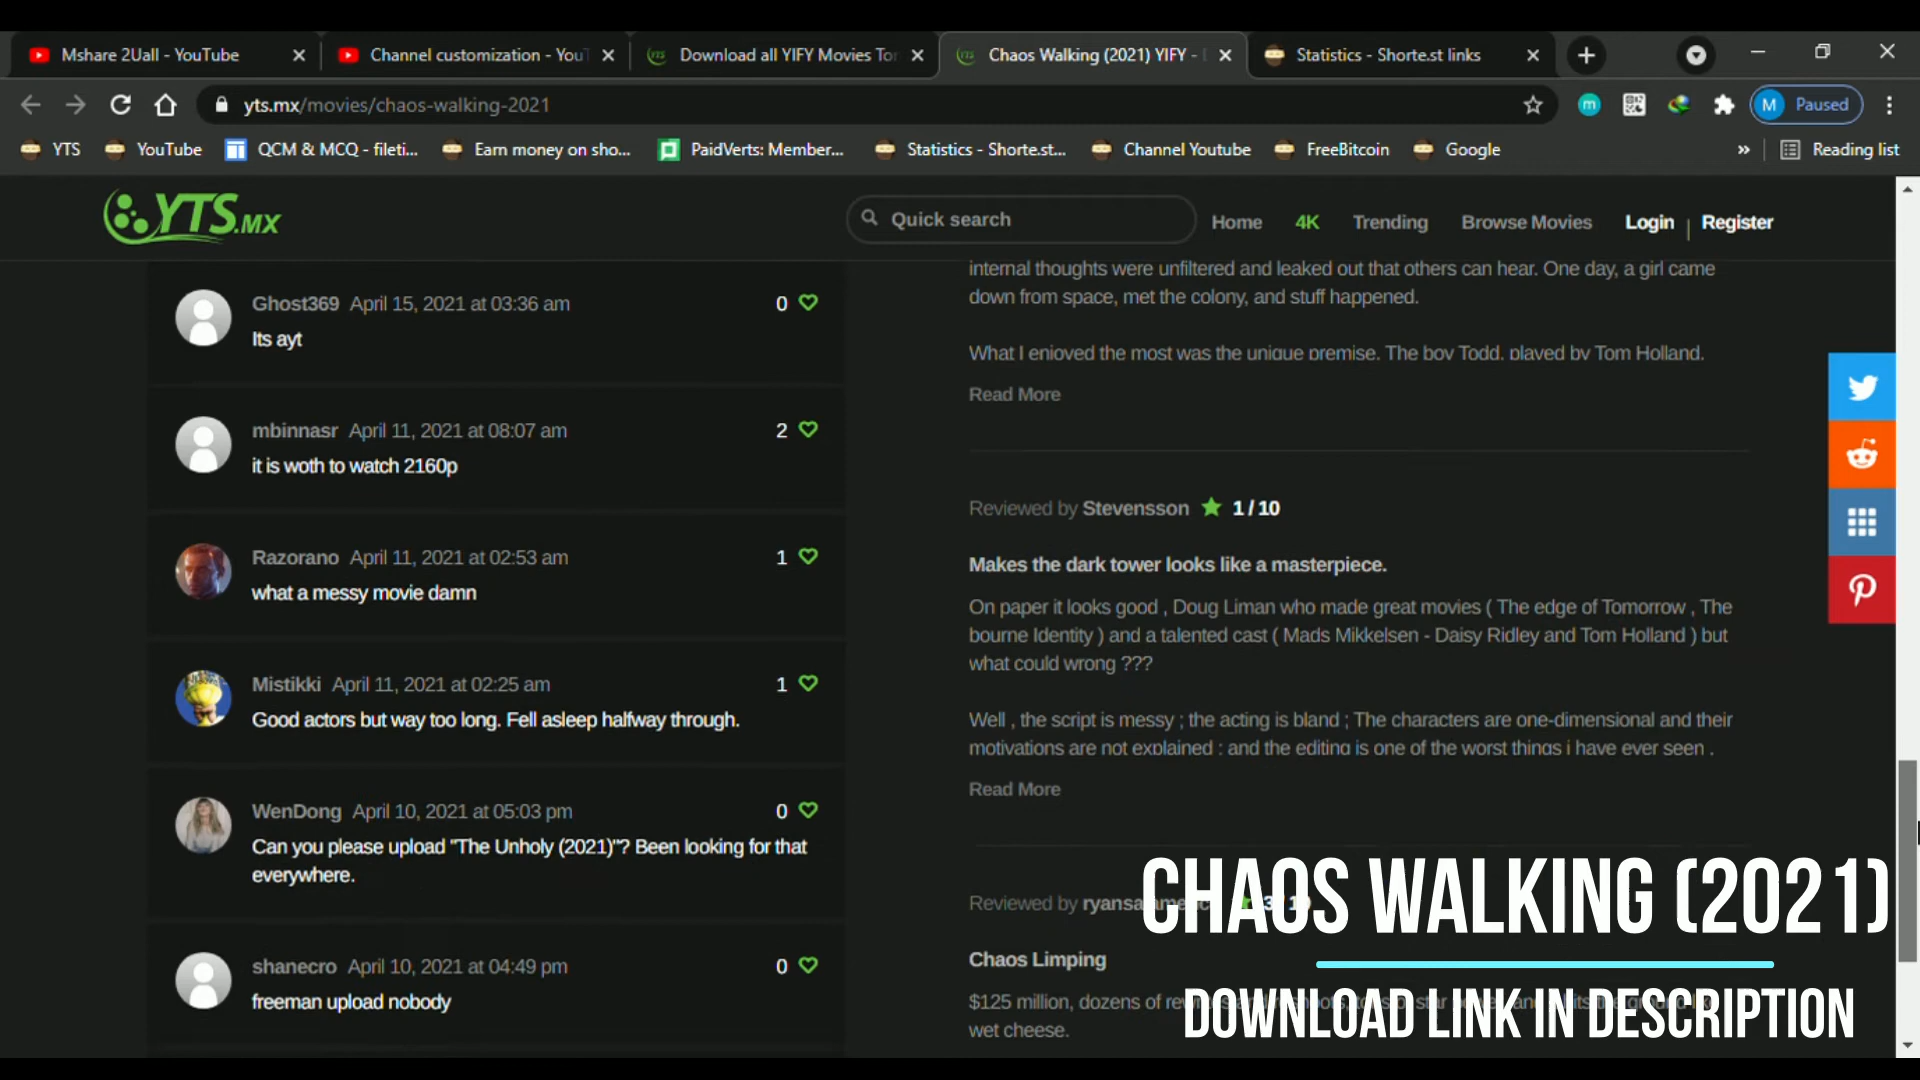 Mshare 2Uall - YouTube
Channel customization - You
Download all YIFY Movies Tor
Chaos Walking (2021) YIFY -
Statistics - Shorte.st links
yts.mx/movies/chaos-walking-2021
M Paused
YTS
YouTube
QCM & MCQ - fileti...
Earn money on sho...
PaidVerts: Member...
Statistics - Shorte.st...
Channel Youtube
FreeBitcoin
Google
»
Reading list
YTS.MX
Quick search
Home
4K
Trending
Browse Movies
Login | Register
Ghost369 April 15, 2021 at 03:36 am 0
Its ayt
mbinnasr April 11, 2021 at 08:07 am 2
it is woth to watch 2160p
Razorano April 11, 2021 at 02:53 am 1
what a messy movie damn
Mistikki April 11, 2021 at 02:25 am 1
Good actors but way too long. Fell asleep halfway through.
WenDong April 10, 2021 at 05:03 pm 0
Can you please upload "The Unholy (2021)"? Been looking for that
everywhere.
shanecro April 10, 2021 at 04:49 pm 0
freeman upload nobody
internal thoughts were unfiltered and leaked out that others can hear. One day, a girl came
down from space, met the colony, and stuff happened.
What I enjoyed the most was the unique premise. The boy Todd, played by Tom Holland,
Read More
Reviewed by Stevensson 1 / 10
Makes the dark tower looks like a masterpiece.
On paper it looks good , Doug Liman who made great movies ( The edge of Tomorrow , The
bourne Identity ) and a talented cast ( Mads Mikkelsen - Daisy Ridley and Tom Holland ) but
what could wrong ???
Well , the script is messy ; the acting is bland ; The characters are one-dimensional and their
motivations are not explained ; and the editing is one of the worst things i have ever seen .
Read More
Reviewed by
Chaos Limping
$125 million, dozens of
wet cheese.
CHAOS WALKING (2021)
DOWNLOAD LINK IN DESCRIPTION